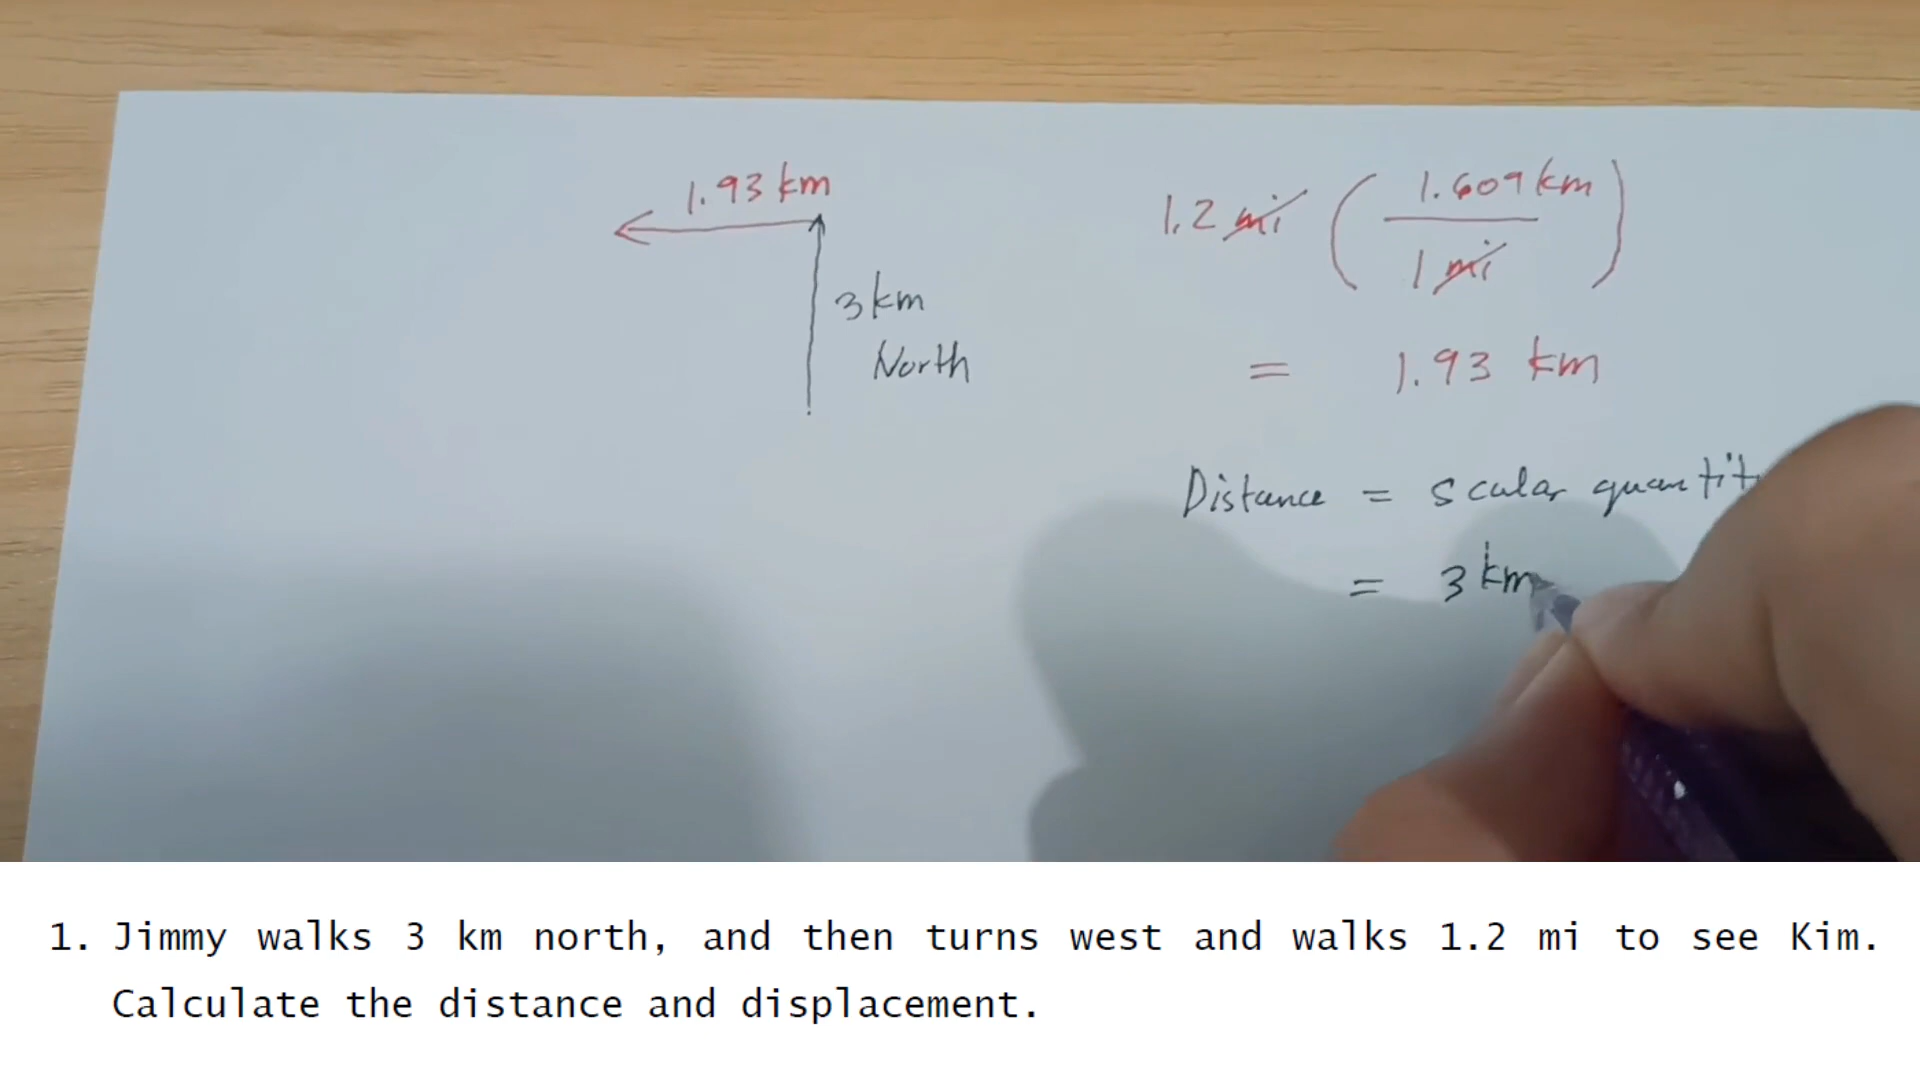 1.93 km
3 km
North
1.2 mi ( 1.609 km / 1 mi )
= 1.93 km
Distance = scalar quantit
= 3 km
1. Jimmy walks 3 km north, and then turns west and walks 1.2 mi to see Kim.
Calculate the distance and displacement.